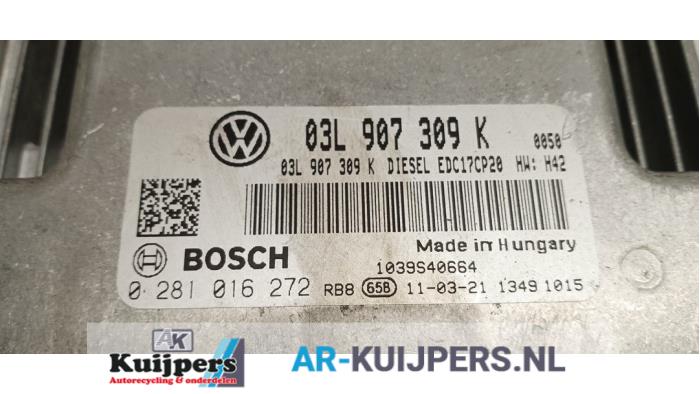 03L 907 309 K 0050
03L 907 309 K DIESEL EDC17CP20 HW: H42
BOSCH
Made in Hungary
1039S40664
0 281 016 272 RB8 65B 11-03-21 1349 1015
AK
Kuijpers
Autorecycling & onderdelen
AR-KUIJPERS.NL